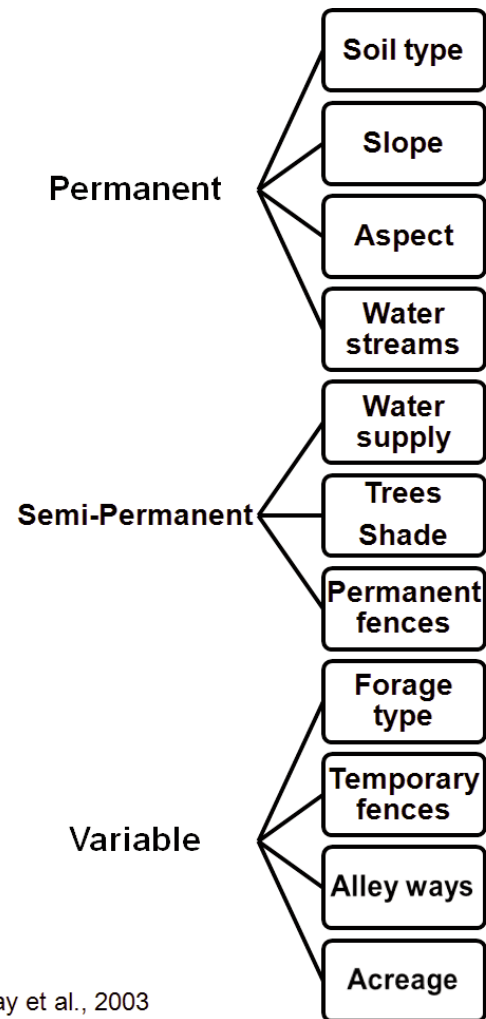 Permanent
Soil type
Slope
Aspect
Water
streams
Semi-Permanent
Water
supply
Trees
Shade
Permanent
fences
Variable
Forage
type
Temporary
fences
Alley ways
Acreage
et al., 2003